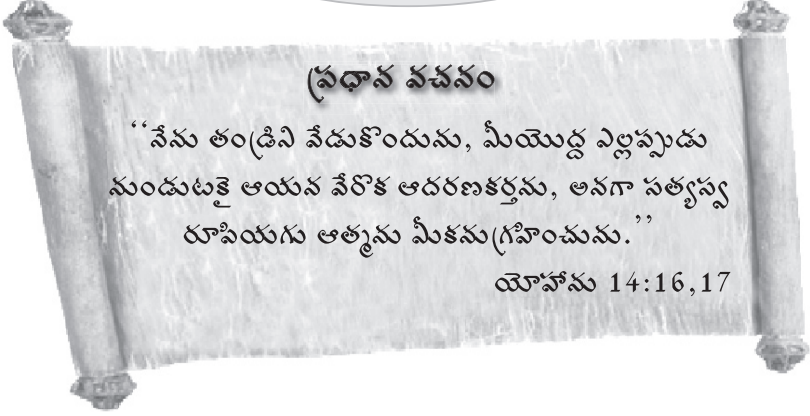 ప్రధాన వచనం
‘‘నేను తండ్రిని వేడుకొందును, మీయొద్ద ఎల్లప్పుడు
నుండుటకై ఆయన వేరొక ఆదరణకర్తను, అనగా సత్యస్వ
రూపియగు ఆత్మను మీకనుగ్రహించును.’’
యోహాను 14:16,17